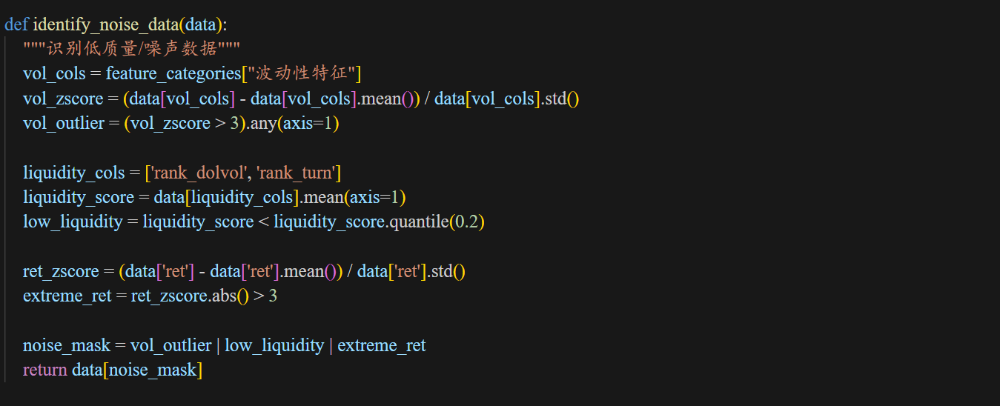 def identify_noise_data(data):
    """识别低质量/噪声数据"""
    vol_cols = feature_categories["波动性特征"]
    vol_zscore = (data[vol_cols] - data[vol_cols].mean()) / data[vol_cols].std()
    vol_outlier = (vol_zscore > 3).any(axis=1)
    liquidity_cols = ['rank_dolvol', 'rank_turn']
    liquidity_score = data[liquidity_cols].mean(axis=1)
    low_liquidity = liquidity_score < liquidity_score.quantile(0.2)
    ret_zscore = (data['ret'] - data['ret'].mean()) / data['ret'].std()
    extreme_ret = ret_zscore.abs() > 3
    noise_mask = vol_outlier | low_liquidity | extreme_ret
    return data[noise_mask]